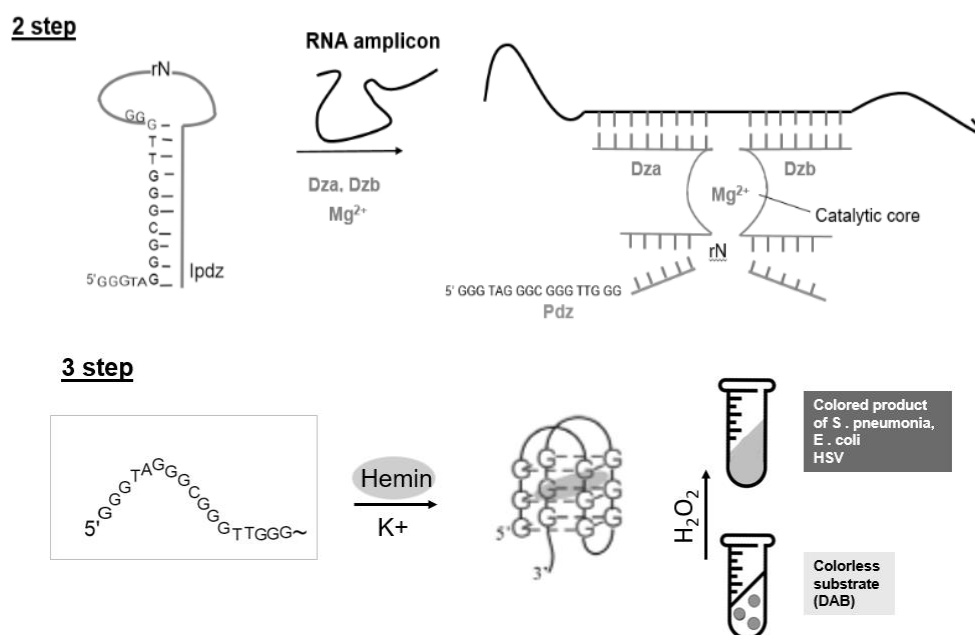 2 step
RNA amplicon
rN
GGG
T
T
G
G
G
C
G
G
5'GGGTAG
lpdz
Dza, Dzb
Mg²⁺
Dza
Dzb
Mg²⁺
Catalytic core
rN
5' GGG TAG GGC GGG TTG GG
Pdz
3 step
5'GGGTAGGGCGGGTTGGG~
Hemin
K+
G G G G
G G G G
G G G G
5'
3'
H₂O₂
Colored product
of S . pneumonia,
E . coli
HSV
Colorless
substrate
(DAB)